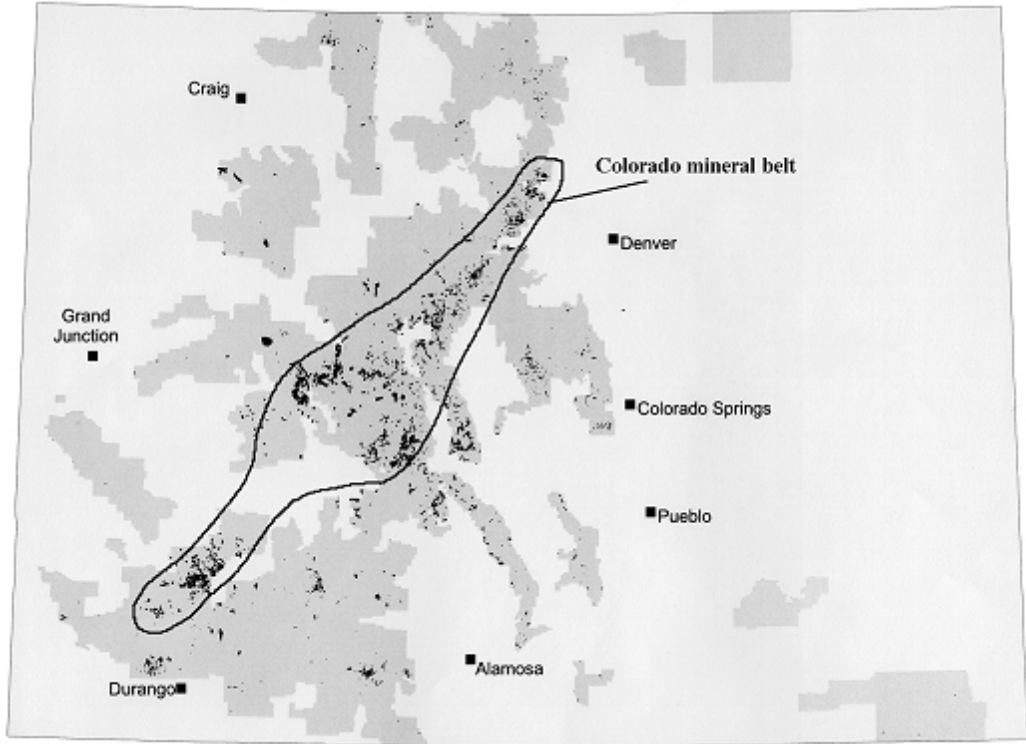 Craig
Colorado mineral belt
Denver
Grand
Junction
Colorado Springs
Pueblo
Alamosa
Durango